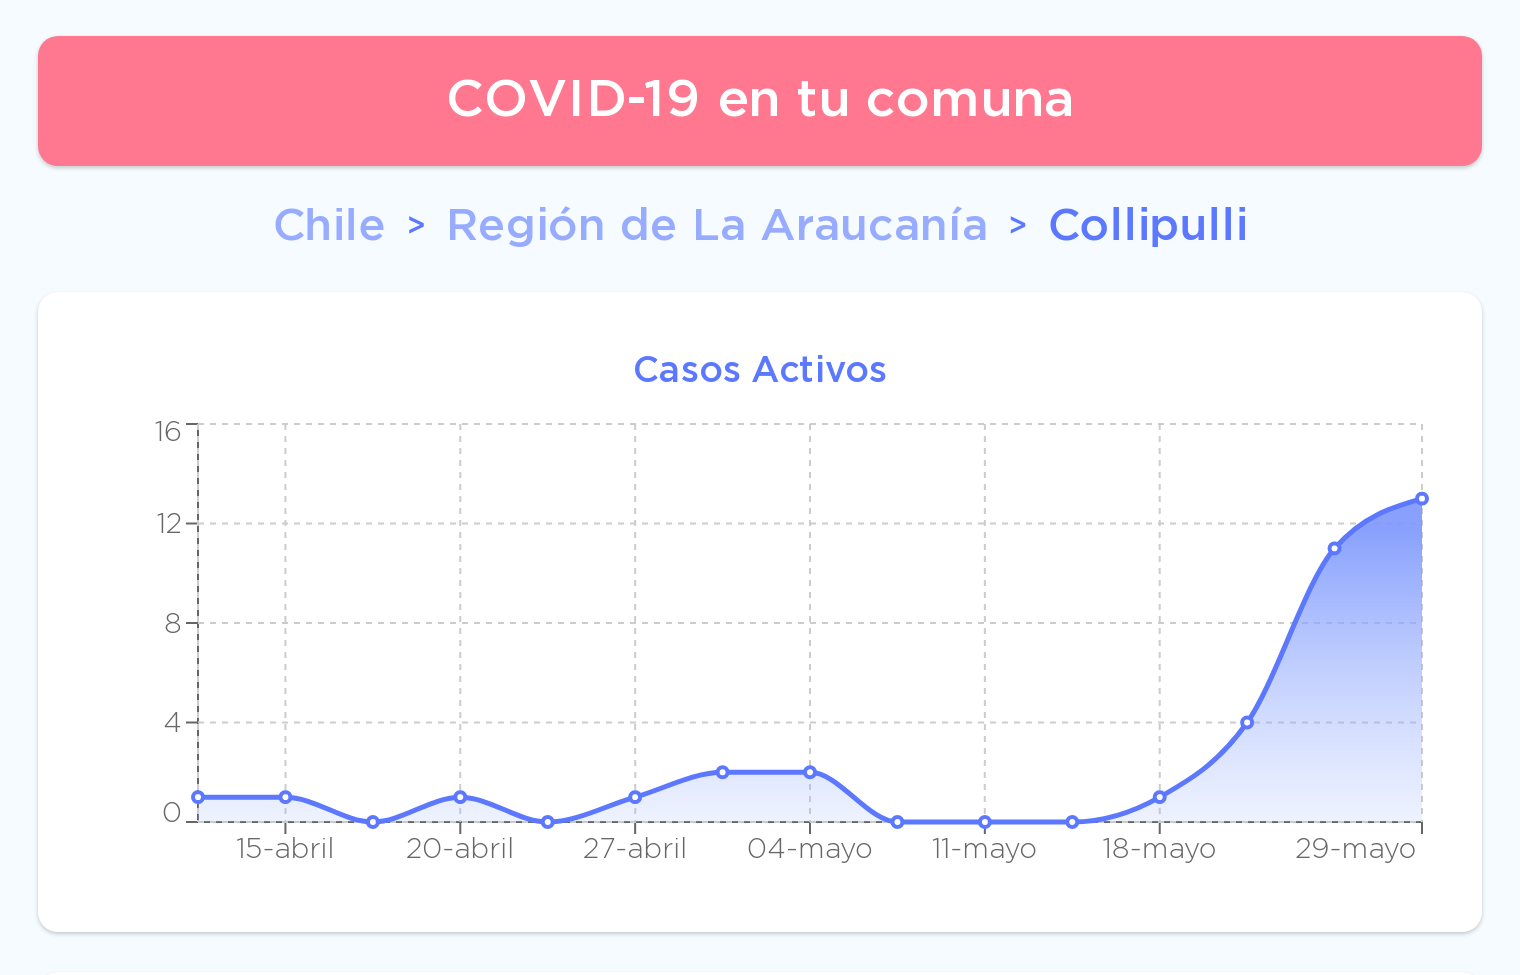 COVID-19 en tu comuna
Chile > Región de La Araucanía > Collipulli
Casos Activos
16
12
8
4
0
15-abril 20-abril 27-abril 04-mayo 11-mayo 18-mayo 29-mayo